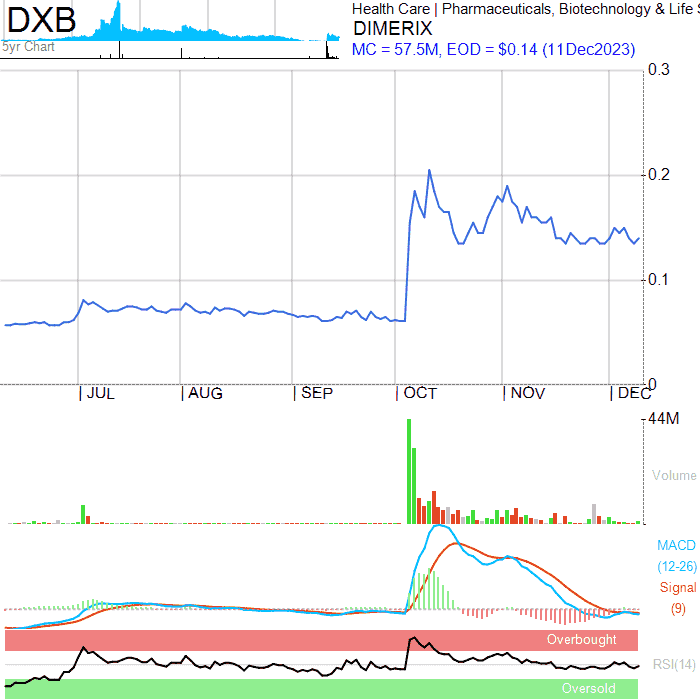 DXB
5yr Chart
Health Care | Pharmaceuticals, Biotechnology & Life S
DIMERIX
MC = 57.5M, EOD = $0.14 (11Dec2023)
0.3
0.2
0.1
0
| JUL | AUG | SEP | OCT | NOV | DEC
44M
Volume
MACD
(12-26)
Signal
(9)
Overbought
RSI(14)
Oversold